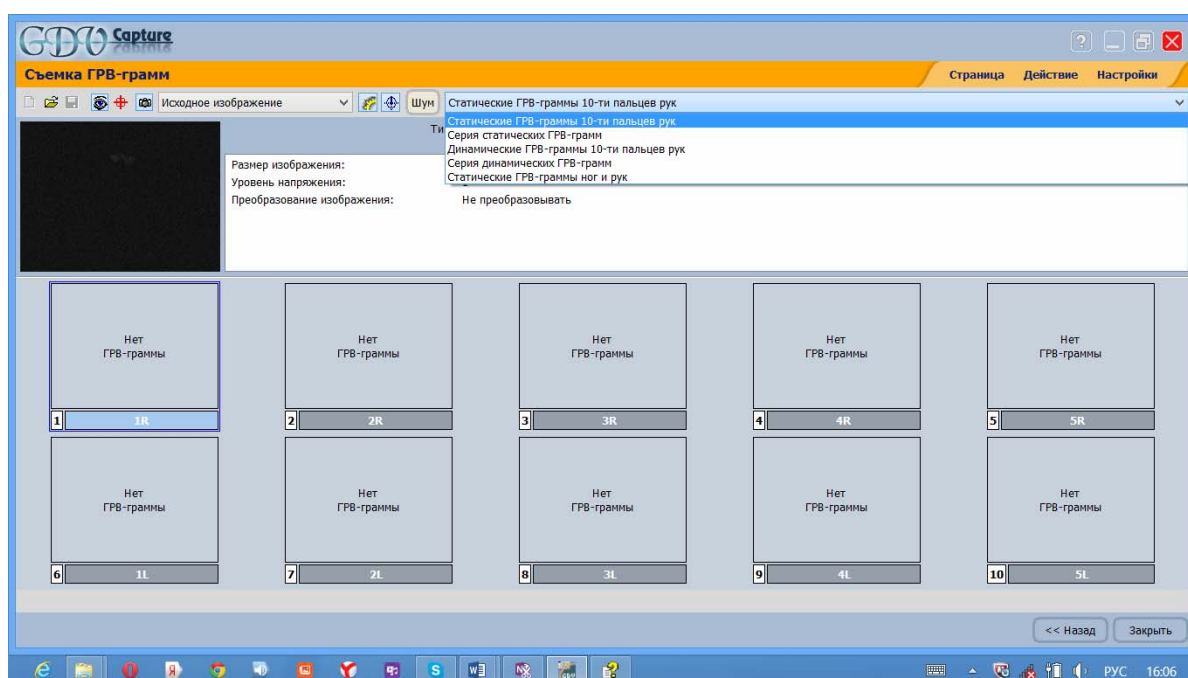 GDV Capture
Съемка ГРВ-грамм
Страница Действие Настройки
Исходное изображение Шум Статические ГРВ-граммы 10-ти пальцев рук
Статические ГРВ-граммы 10-ти пальцев рук
Серия статических ГРВ-грамм
Динамические ГРВ-граммы 10-ти пальцев рук
Серия динамических ГРВ-грамм
Статические ГРВ-граммы ног и рук
Размер изображения:
Уровень напряжения:
Преобразование изображения: Не преобразовывать
Нет
ГРВ-граммы
1 1R
Нет
ГРВ-граммы
2 2R
Нет
ГРВ-граммы
3 3R
Нет
ГРВ-граммы
4 4R
Нет
ГРВ-граммы
5 5R
Нет
ГРВ-граммы
6 1L
Нет
ГРВ-граммы
7 2L
Нет
ГРВ-граммы
8 3L
Нет
ГРВ-граммы
9 4L
Нет
ГРВ-граммы
10 5L
<< Назад Закрыть
РУС 16:06